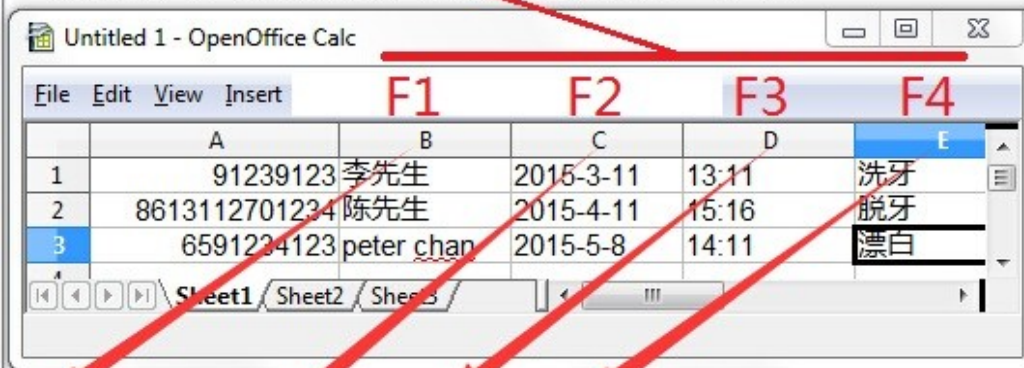 Untitled 1 - OpenOffice Calc
File Edit View Insert F1 F2 F3 F4
A B C D E
1 91239123 李先生 2015-3-11 13:11 洗牙
2 8613112701234 陈先生 2015-4-11 15:16 脱牙
3 6591234123 peter chan 2015-5-8 14:11 漂白
Sheet1 Sheet2 Sheet3